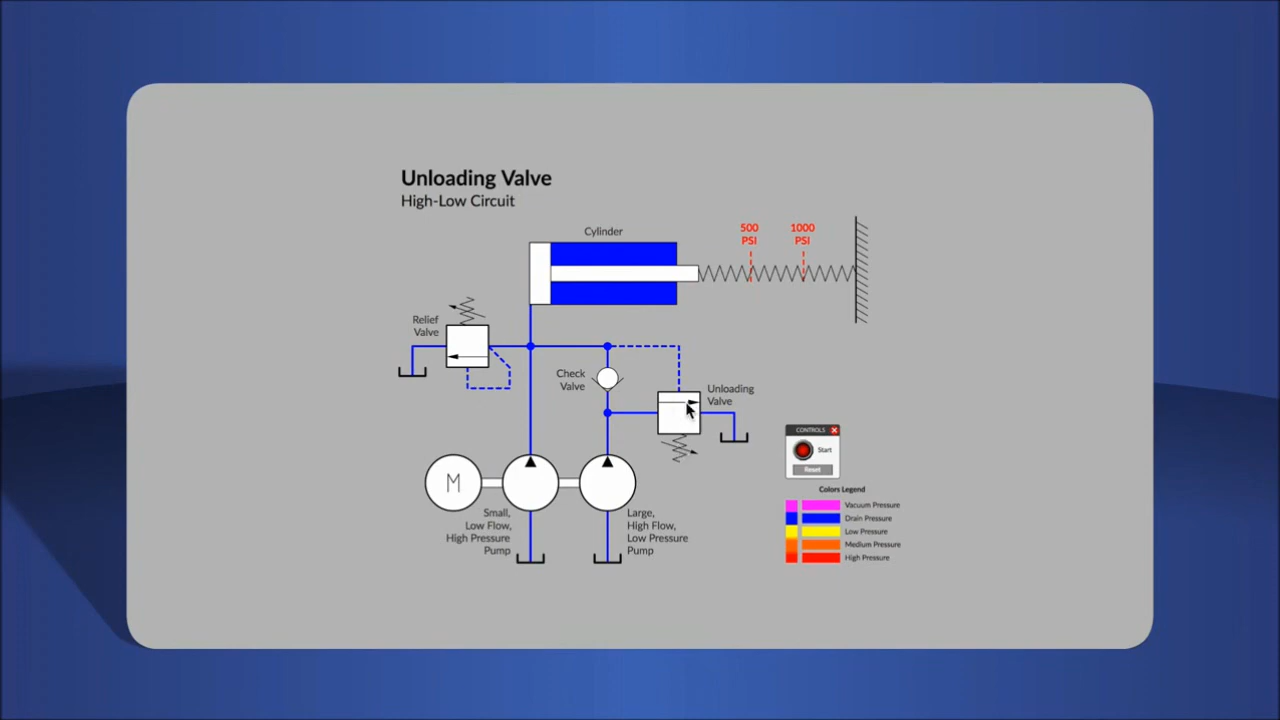 Unloading Valve
High-Low Circuit
Cylinder
500
PSI
1000
PSI
Relief
Valve
Check
Valve
Unloading
Valve
M
Small,
Low Flow,
High Pressure
Pump
Large,
High Flow,
Low Pressure
Pump
CONTROLS
Start
Reset
Colors Legend
Vacuum Pressure
Drain Pressure
Low Pressure
Medium Pressure
High Pressure